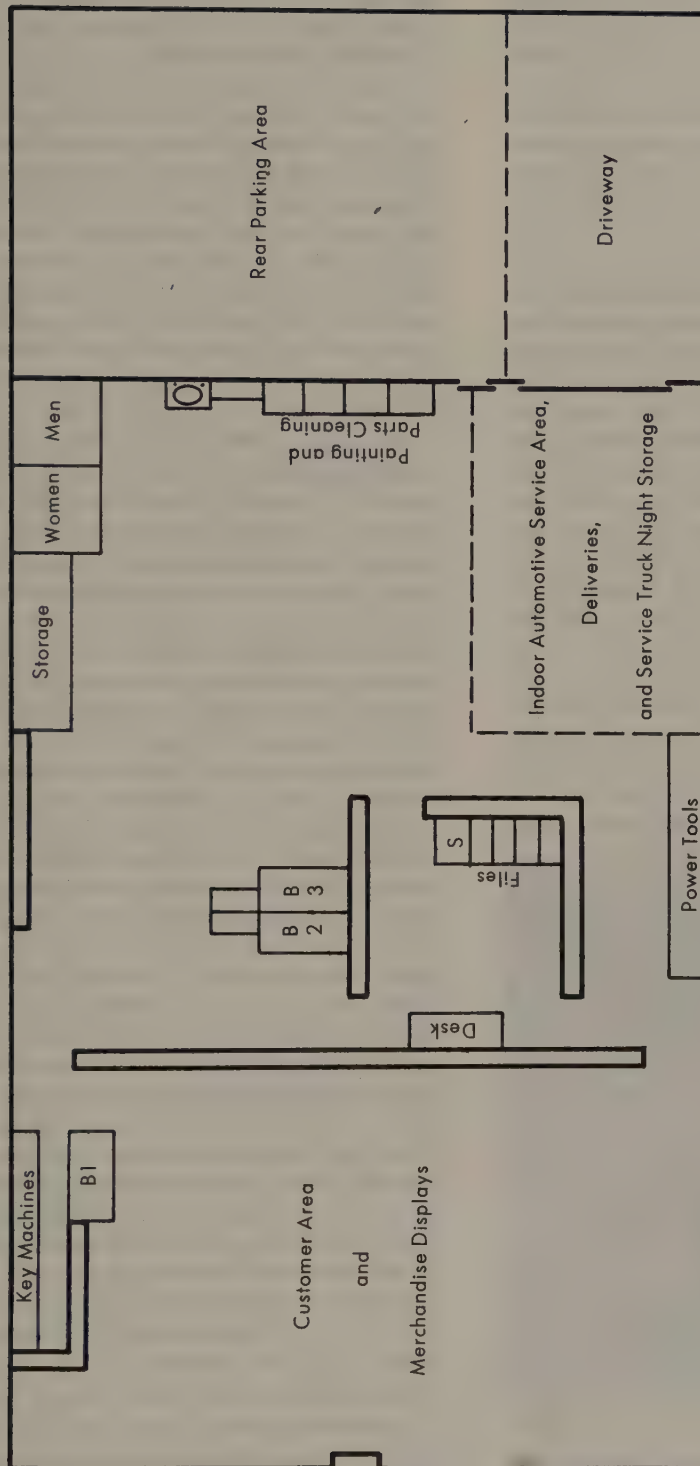 Key Machines
B1
Customer Area
and
Merchandise Displays
Storage
Women
Men
B
2
B
3
Desk
S
Files
Power Tools
Painting and
Parts Cleaning
Indoor Automotive Service Area,
Deliveries,
and Service Truck Night Storage
Rear Parking Area
Driveway